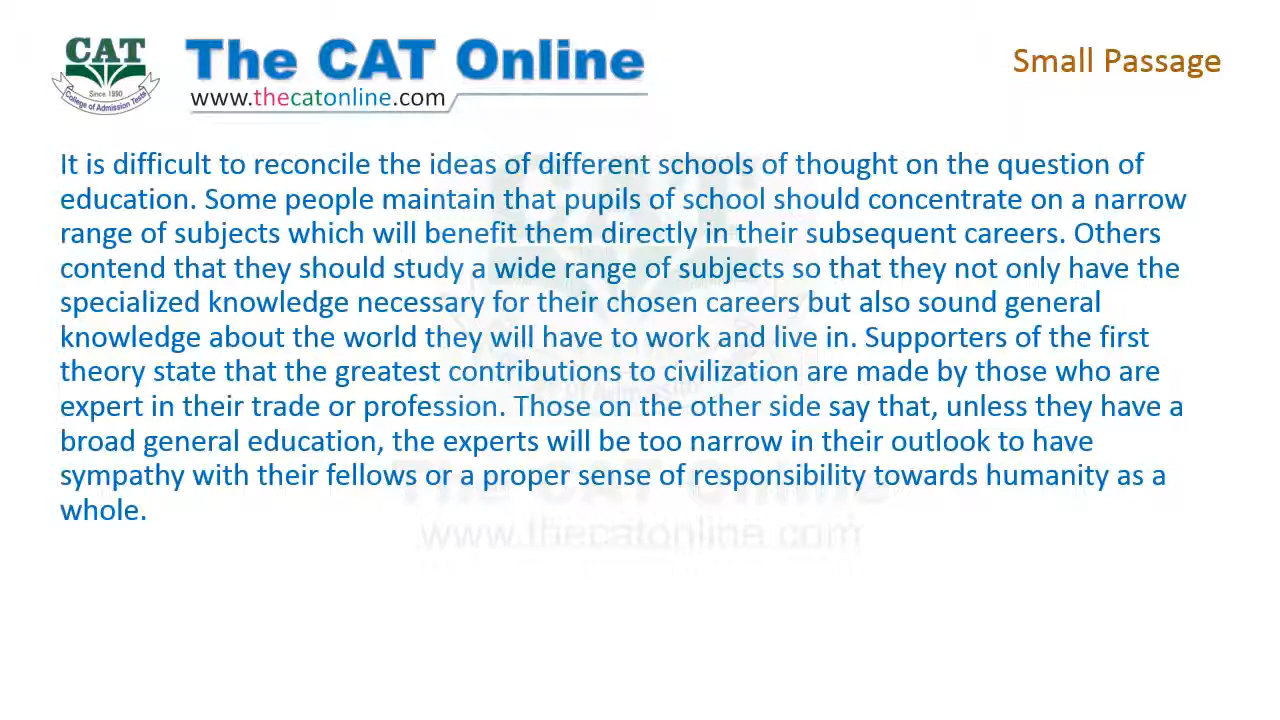 CAT
Since 1990
College of Admission Tests
The CAT Online
www.thecatonline.com
Small Passage
It is difficult to reconcile the ideas of different schools of thought on the question of
education. Some people maintain that pupils of school should concentrate on a narrow
range of subjects which will benefit them directly in their subsequent careers. Others
contend that they should study a wide range of subjects so that they not only have the
specialized knowledge necessary for their chosen careers but also sound general
knowledge about the world they will have to work and live in. Supporters of the first
theory state that the greatest contributions to civilization are made by those who are
expert in their trade or profession. Those on the other side say that, unless they have a
broad general education, the experts will be too narrow in their outlook to have
sympathy with their fellows or a proper sense of responsibility towards humanity as a
whole.
The CAT Online
www.thecatonline.com